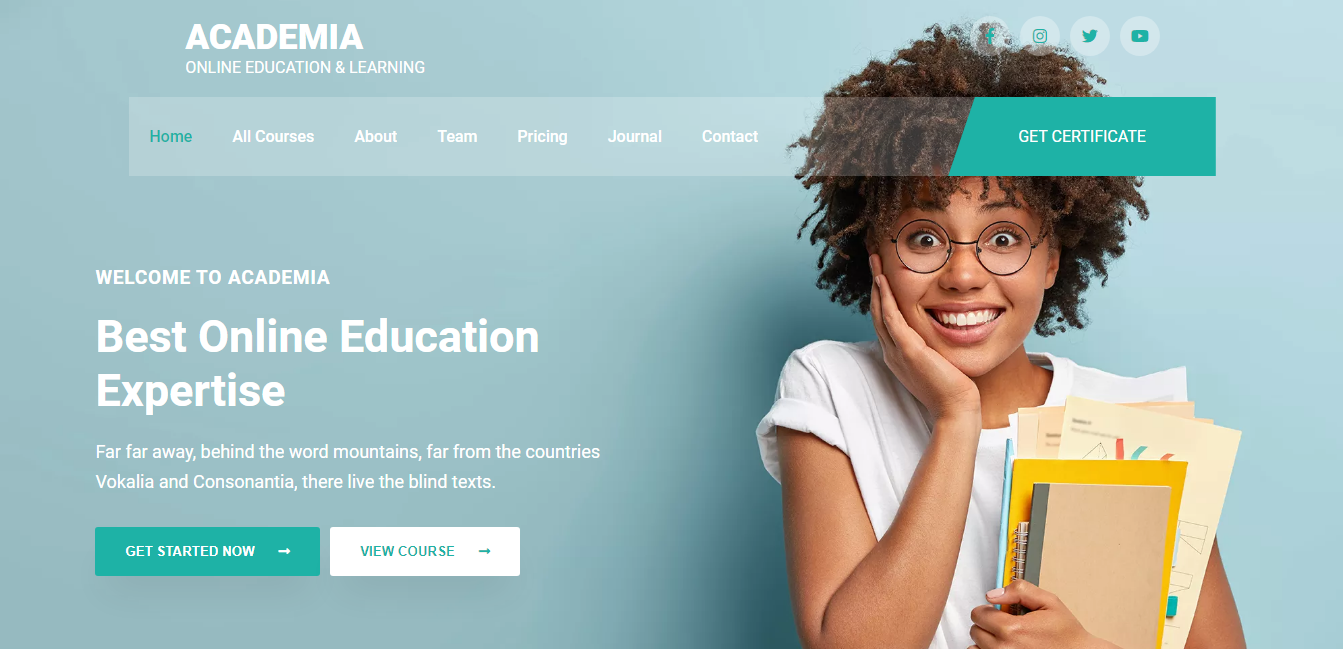 ACADEMIA
ONLINE EDUCATION & LEARNING
Home All Courses About Team Pricing Journal Contact GET CERTIFICATE
WELCOME TO ACADEMIA
Best Online Education
Expertise
Far far away, behind the word mountains, far from the countries
Vokalia and Consonantia, there live the blind texts.
GET STARTED NOW VIEW COURSE